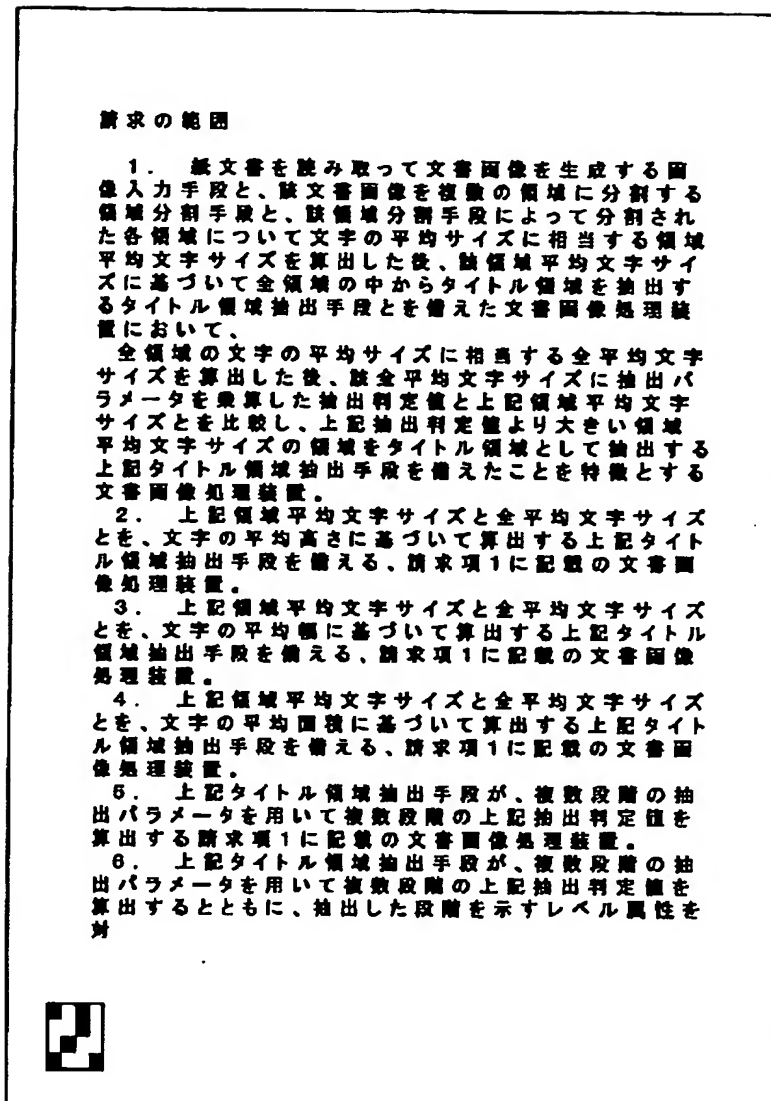 請求の範囲
1. 紙文書を読み取って文書画像を生成する画
像入力手段と、該文書画像を複数の領域に分割する
領域分割手段と、該領域分割手段によって分割され
た各領域について文字の平均サイズに相当する領域
平均文字サイズを算出した後、該領域平均文字サイ
ズに基づいて全領域の中からタイトル領域を抽出す
るタイトル領域抽出手段とを備えた文書画像処理装
置において、
全領域の文字の平均サイズに相当する全平均文字
サイズを算出した後、該全平均文字サイズに抽出パ
ラメータを乗算した抽出判定値と上記領域平均文字
サイズとを比較し、上記抽出判定値より大きい領域
平均文字サイズの領域をタイトル領域として抽出する
上記タイトル領域抽出手段を備えたことを特徴とする
文書画像処理装置。
2. 上記領域平均文字サイズと全平均文字サイズ
とを、文字の平均高さに基づいて算出する上記タイト
ル領域抽出手段を備える、請求項1に記載の文書画
像処理装置。
3. 上記領域平均文字サイズと全平均文字サイズ
とを、文字の平均幅に基づいて算出する上記タイトル
領域抽出手段を備える、請求項1に記載の文書画像
処理装置。
4. 上記領域平均文字サイズと全平均文字サイズ
とを、文字の平均面積に基づいて算出する上記タイト
ル領域抽出手段を備える、請求項1に記載の文書画
像処理装置。
5. 上記タイトル領域抽出手段が、複数段階の抽
出パラメータを用いて複数段階の上記抽出判定値を
算出する請求項1に記載の文書画像処理装置。
6. 上記タイトル領域抽出手段が、複数段階の抽
出パラメータを用いて複数段階の上記抽出判定値を
算出するとともに、抽出した段階を示すレベル属性を
対